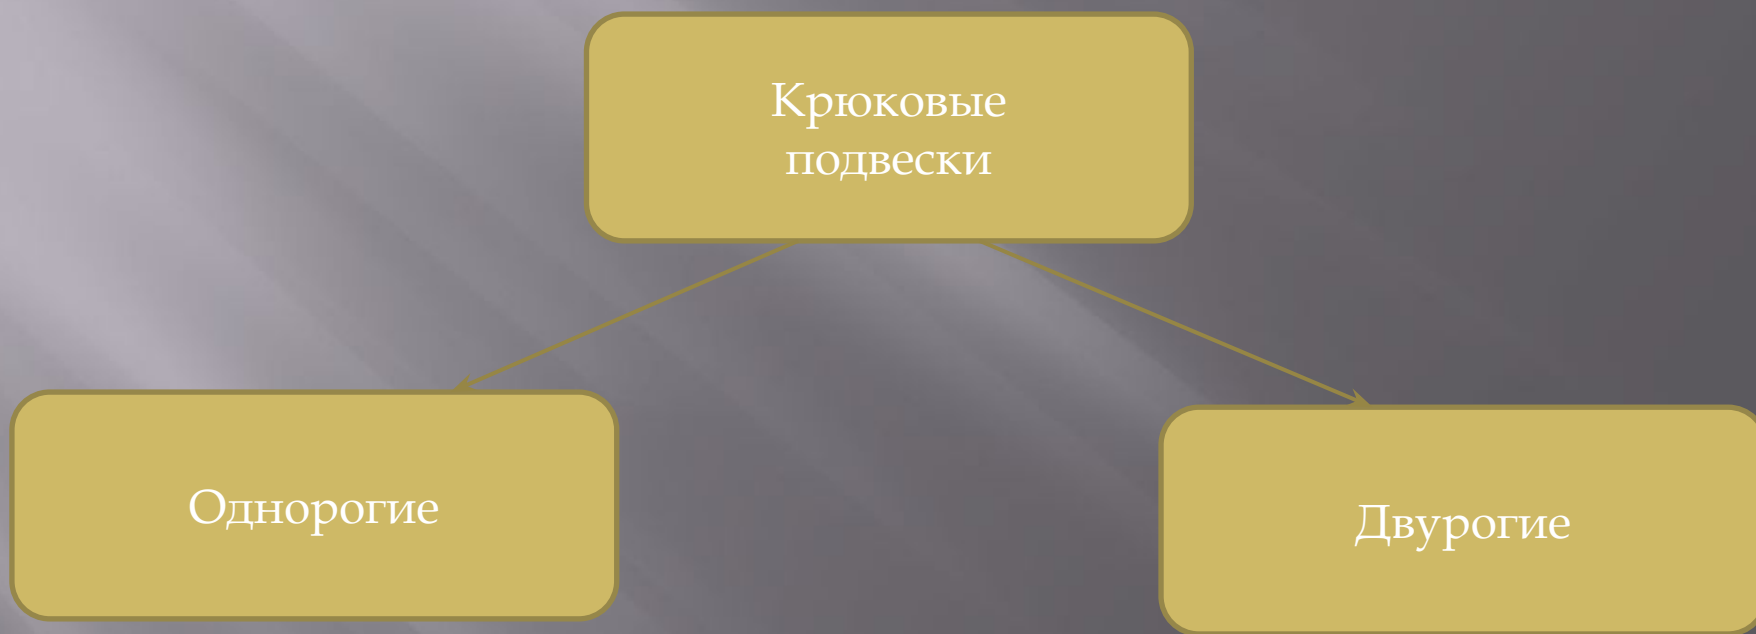 Крюковые
подвески
Однорогие
Двурогие